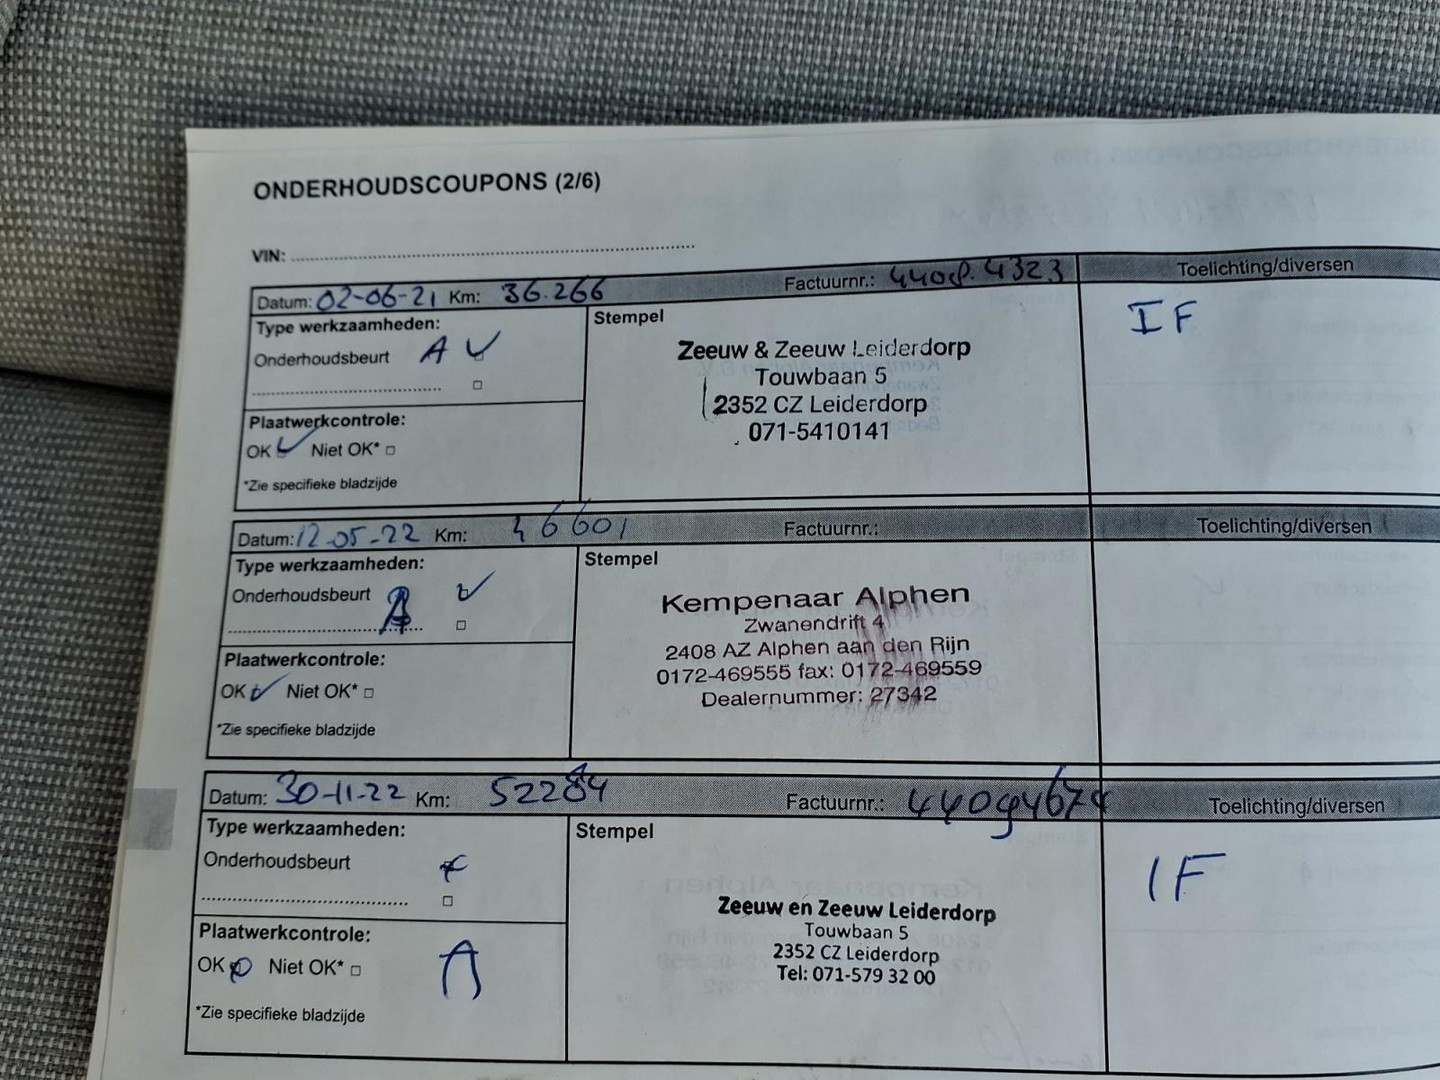 ONDERHOUDSCOUPONS (2/6)
VIN:
Datum: 02-06-21 Km: 36.266 Factuurnr.: Toelichting/diversen
Type werkzaamheden:
Onderhoudsbeurt A
Plaatwerkcontrole:
OK Niet OK*
*Zie specifieke bladzijde
Stempel
Zeeuw & Zeeuw Leiderdorp
Touwbaan 5
2352 CZ Leiderdorp
071-5410141
IF
Datum: 12-05-22 Km: 46601 Factuurnr.: Toelichting/diversen
Type werkzaamheden:
Onderhoudsbeurt A
Plaatwerkcontrole:
OK Niet OK*
*Zie specifieke bladzijde
Stempel
Kempenaar Alphen
Zwanendrift 4
2408 AZ Alphen aan den Rijn
0172-469555 fax: 0172-469559
Dealernummer: 27342
Datum: 30-11-22 Km: 52284 Factuurnr.: Toelichting/diversen
Type werkzaamheden:
Onderhoudsbeurt
Plaatwerkcontrole:
OK Niet OK* A
*Zie specifieke bladzijde
Stempel
Zeeuw en Zeeuw Leiderdorp
Touwbaan 5
2352 CZ Leiderdorp
Tel: 071-579 32 00
IF